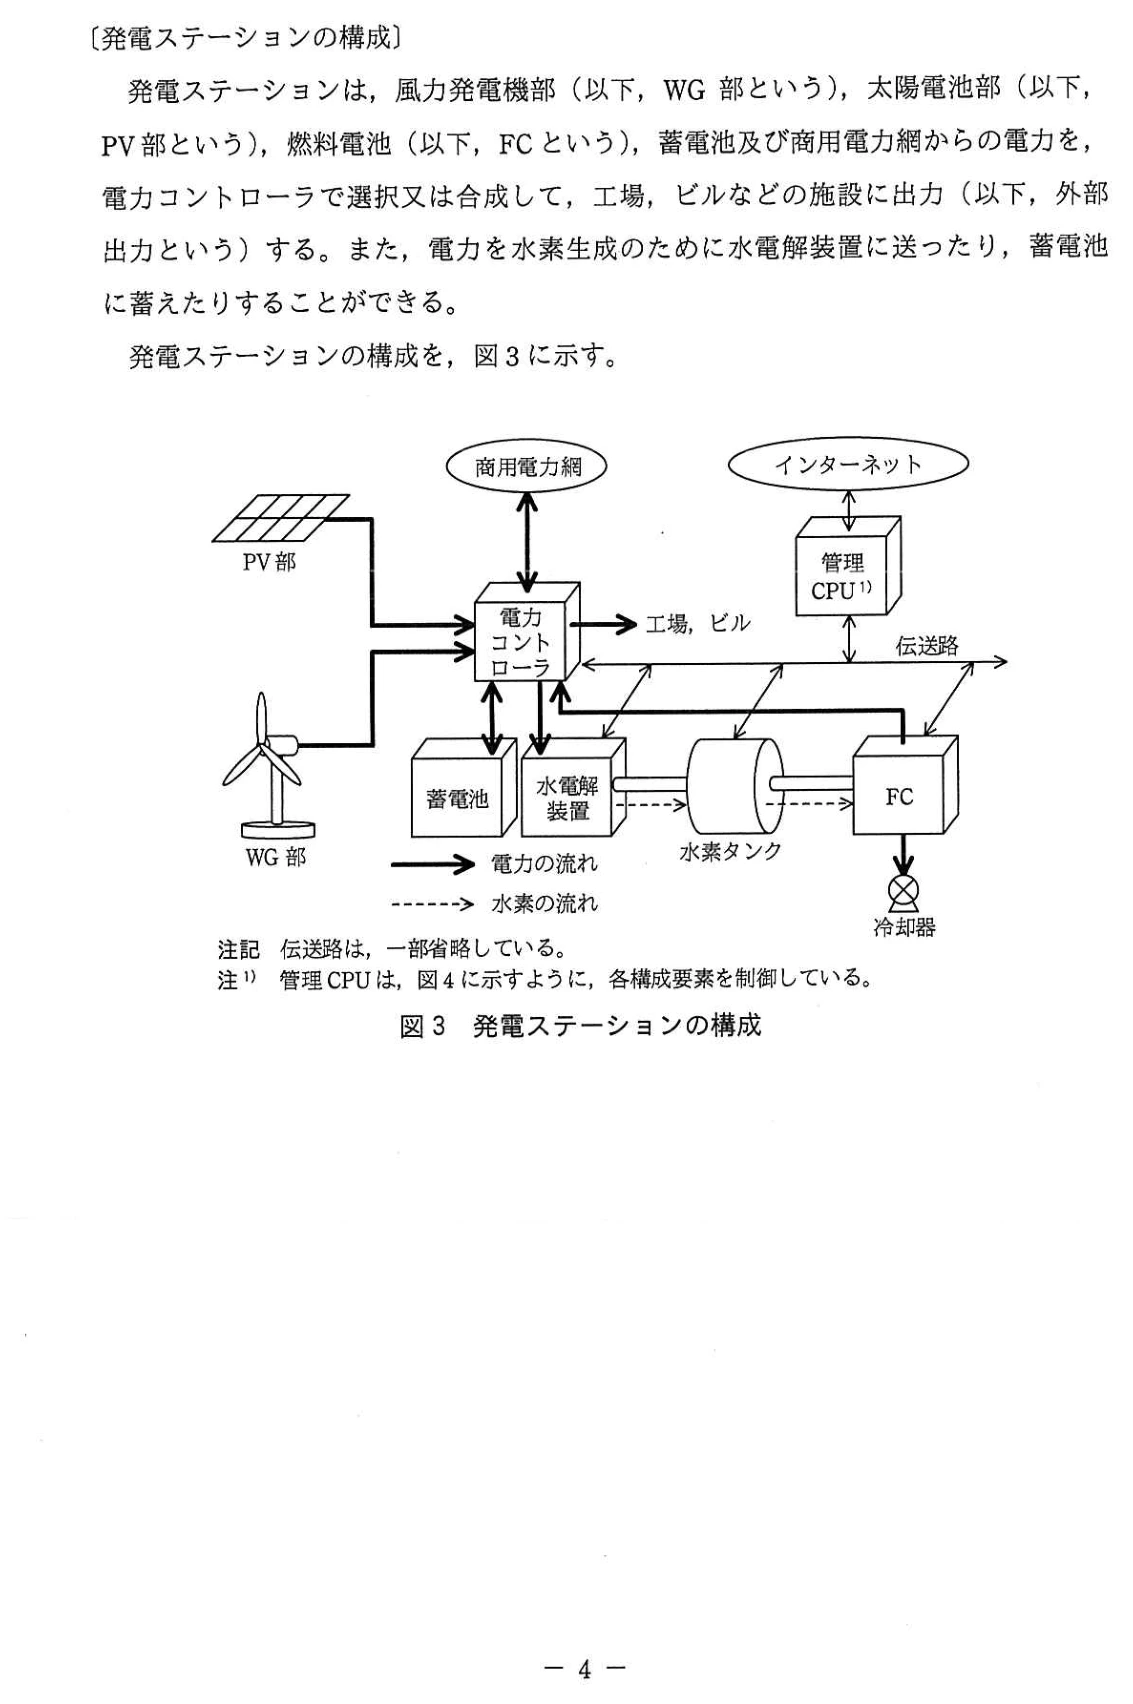 〔発電ステーションの構成〕
発電ステーションは，風力発電機部（以下，WG 部という），太陽電池部（以下，
PV部という），燃料電池（以下，FCという），蓄電池及び商用電力網からの電力を，
電力コントローラで選択又は合成して，工場，ビルなどの施設に出力（以下，外部
出力という）する。また，電力を水素生成のために水電解装置に送ったり，蓄電池
に蓄えたりすることができる。
発電ステーションの構成を，図3に示す。
商用電力網
インターネット
PV部
管理
CPU1)
電力
コント
ローラ
工場，ビル
伝送路
蓄電池
水電解
装置
FC
WG 部
水素タンク
電力の流れ
水素の流れ
冷却器
注記　伝送路は，一部省略している。
注1)　管理CPUは，図4に示すように，各構成要素を制御している。
図3　発電ステーションの構成
－ 4 －